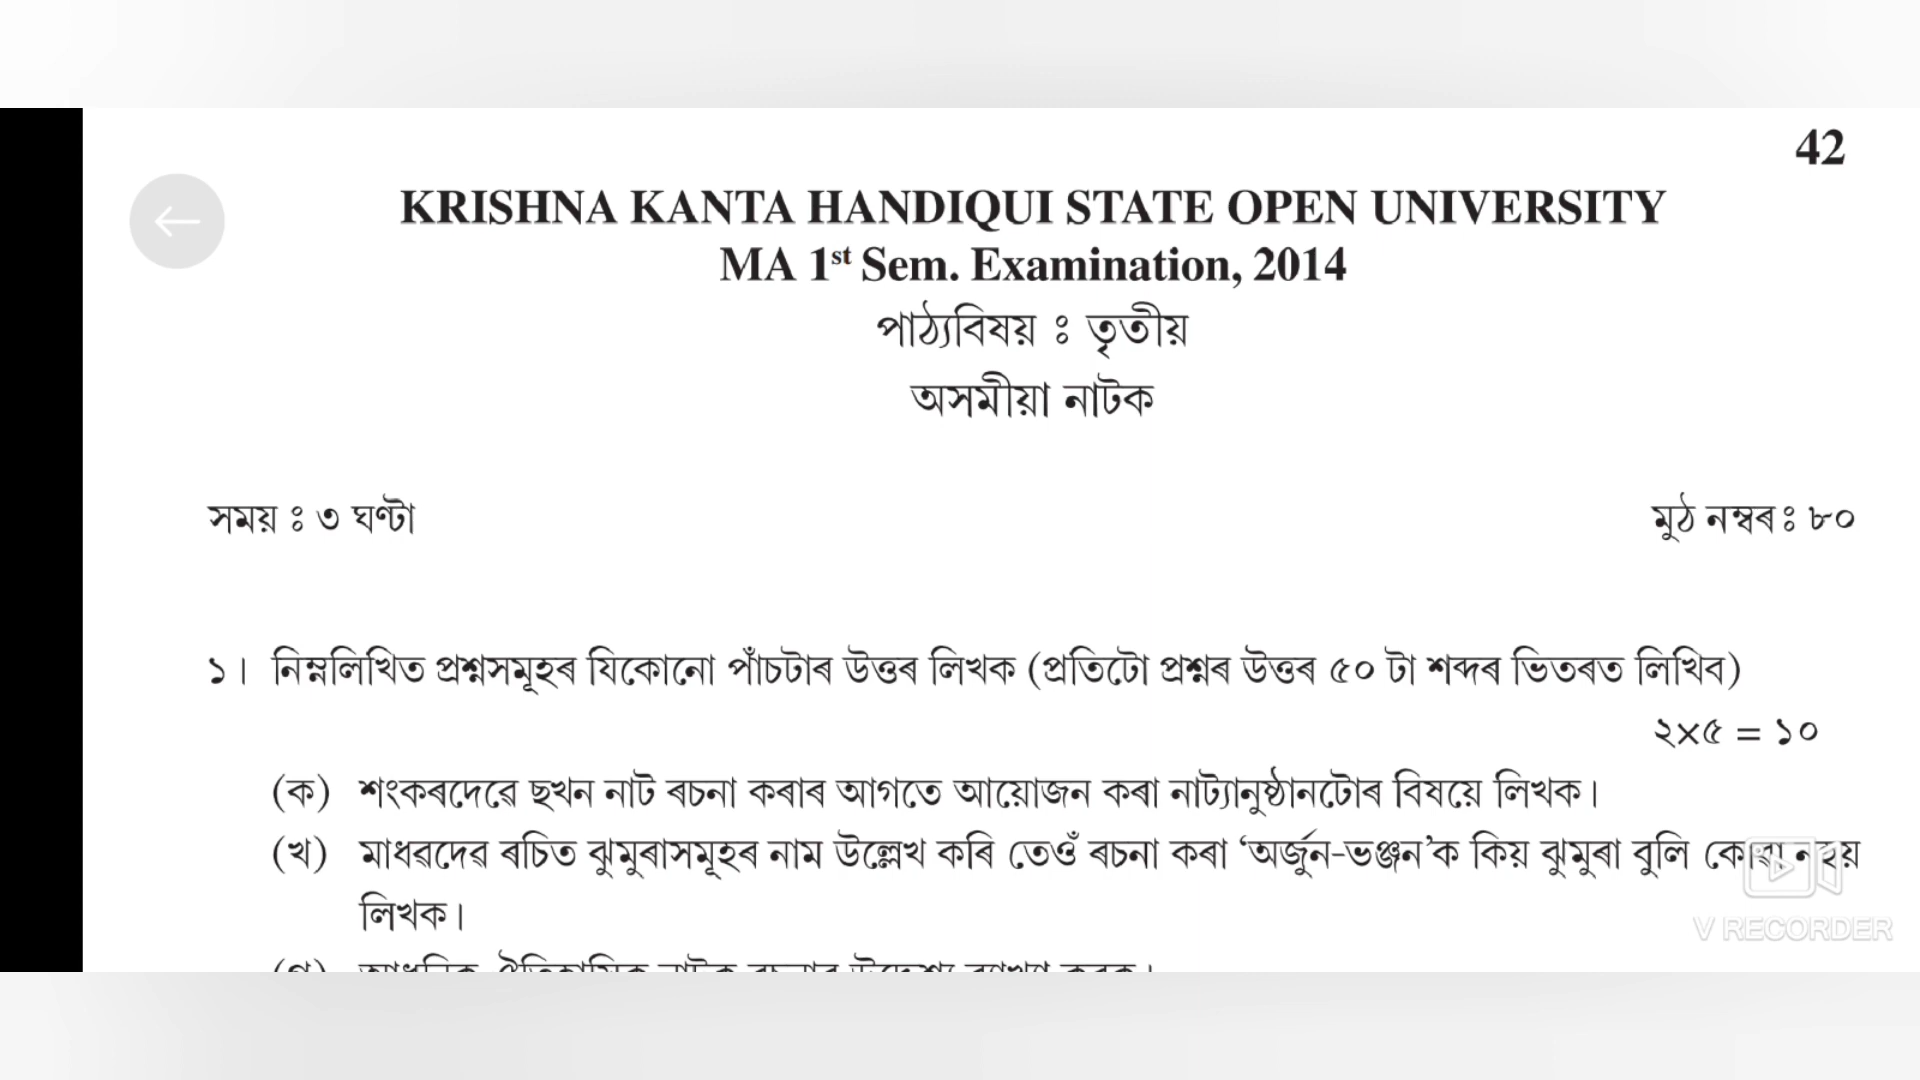 42
KRISHNA KANTA HANDIQUI STATE OPEN UNIVERSITY
MA 1st Sem. Examination, 2014
পাঠ্যবিষয় ঃ তৃতীয়
অসমীয়া নাটক
সময় ঃ ৩ ঘণ্টা মুঠ নম্বৰ ঃ ৮০
১। নিম্নলিখিত প্ৰশ্নসমূহৰ যিকোনো পাঁচটাৰ উত্তৰ লিখক (প্ৰতিটো প্ৰশ্নৰ উত্তৰ ৫০ টা শব্দৰ ভিতৰত লিখিব)
২×৫ = ১০
(ক) শংকৰদেৱে ছখন নাট ৰচনা কৰাৰ আগতে আয়োজন কৰা নাট্যানুষ্ঠানটোৰ বিষয়ে লিখক।
(খ) মাধৱদেৱ ৰচিত ঝুমুৰাসমূহৰ নাম উল্লেখ কৰি তেওঁ ৰচনা কৰা ‘অৰ্জুন-ভঞ্জন’ক কিয় ঝুমুৰা বুলি কোৱা নহয়
লিখক।
V RECORDER